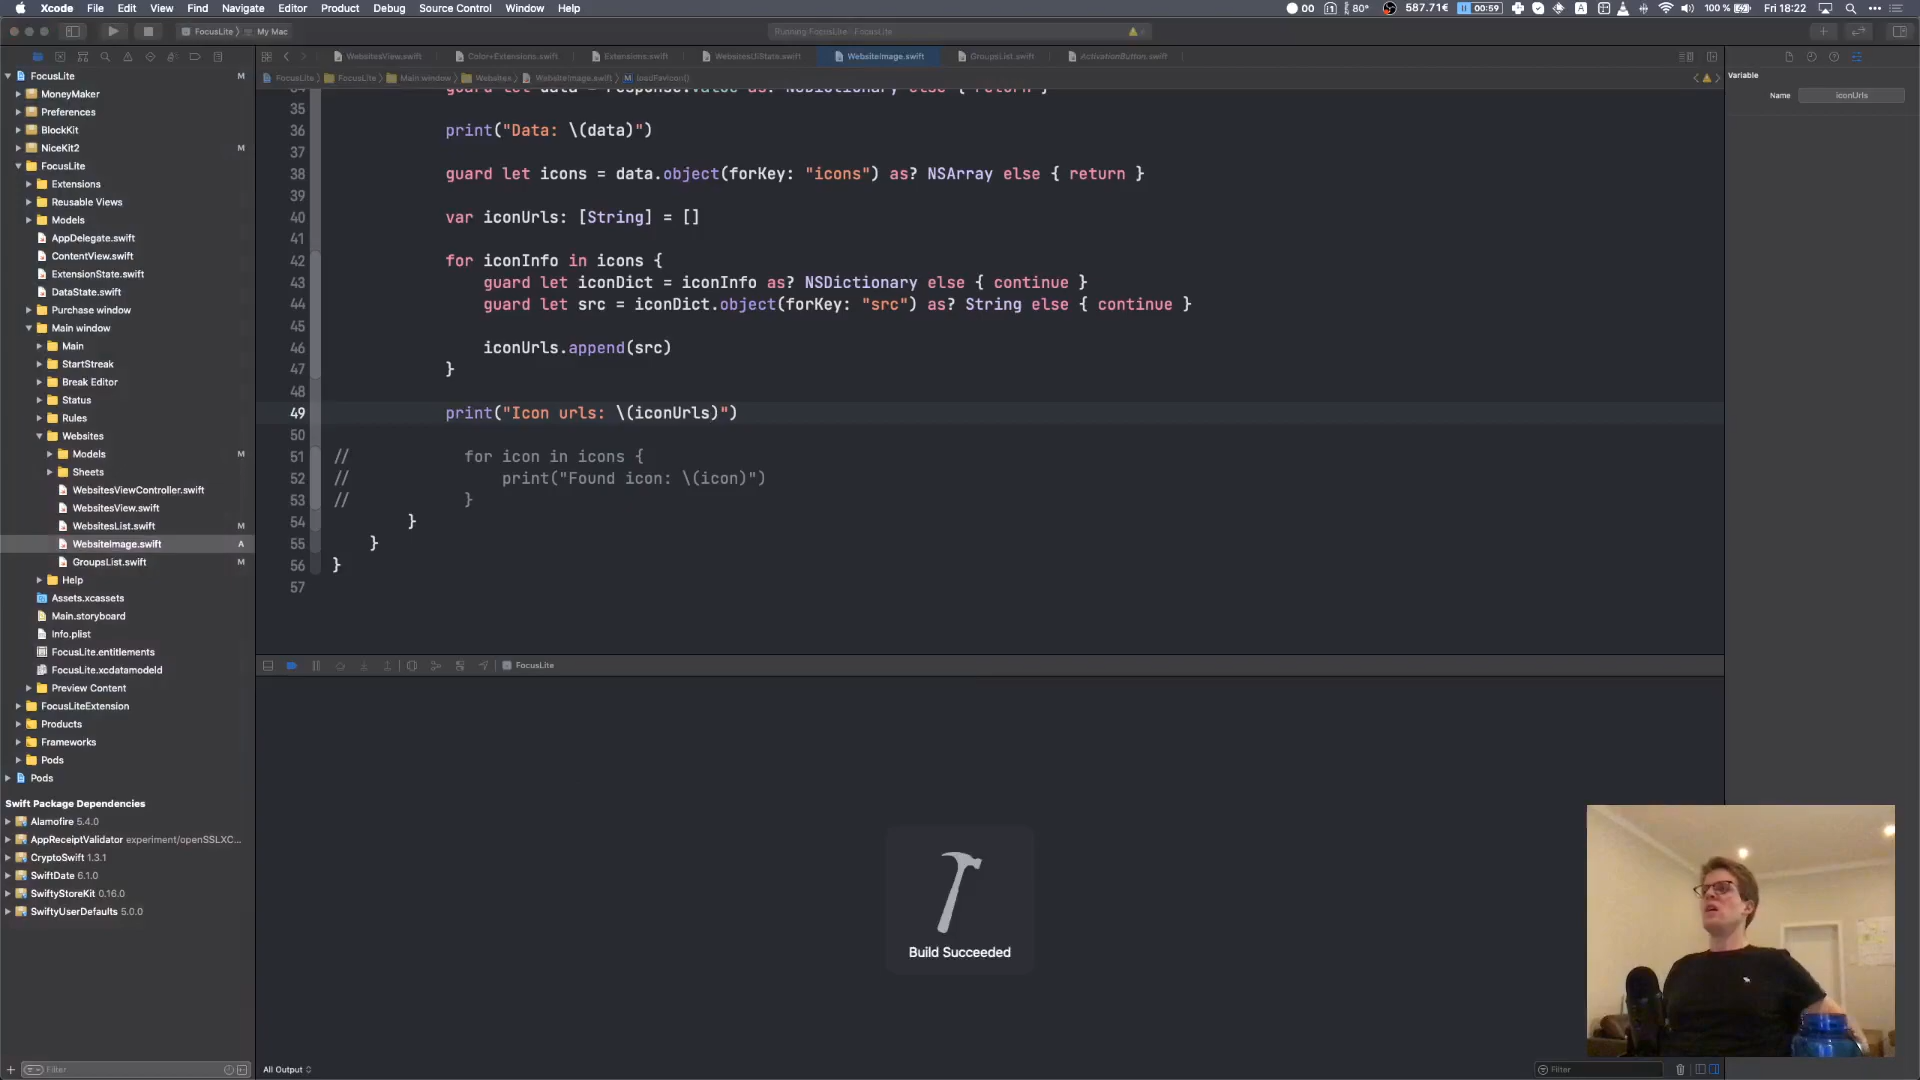 Xcode File Edit View Find Navigate Editor Product Debug Source Control Window Help
00 80° 587.71€ 00:59 A 100 % Fri 18:22
FocusLite My Mac
Running FocusLite : FocusLite
WebsitesView.swift Color+Extensions.swift Extensions.swift WebsitesUIState.swift WebsiteImage.swift GroupsList.swift ActivationButton.swift
FocusLite FocusLite Main window Websites WebsiteImage.swift M loadFavicon()
Variable
Name iconUrls
FocusLite M
MoneyMaker
Preferences
BlockKit
NiceKit2 M
FocusLite
Extensions
Reusable Views
Models
AppDelegate.swift
ContentView.swift
ExtensionState.swift
DataState.swift
Purchase window
Main window
Main
StartStreak
Break Editor
Status
Rules
Websites
Models M
Sheets
WebsitesViewController.swift
WebsitesView.swift
WebsitesList.swift M
WebsiteImage.swift A
GroupsList.swift M
Help
Assets.xcassets
Main.storyboard
Info.plist
FocusLite.entitlements
FocusLite.xcdatamodeld
Preview Content
FocusLiteExtension
Products
Frameworks
Pods
Pods
Swift Package Dependencies
Alamofire 5.4.0
AppReceiptValidator experiment/openSSLXC...
CryptoSwift 1.3.1
SwiftDate 6.1.0
SwiftyStoreKit 0.16.0
SwiftyUserDefaults 5.0.0
Filter
34 guard let data = response.value as? NSDictionary else { return }
35
36 print("Data: \(data)")
37
38 guard let icons = data.object(forKey: "icons") as? NSArray else { return }
39
40 var iconUrls: [String] = []
41
42 for iconInfo in icons {
43 guard let iconDict = iconInfo as? NSDictionary else { continue }
44 guard let src = iconDict.object(forKey: "src") as? String else { continue }
45
46 iconUrls.append(src)
47 }
48
49 print("Icon urls: \(iconUrls)")
50
51 // for icon in icons {
52 // print("Found icon: \(icon)")
53 // }
54 }
55 }
56 }
57
FocusLite
Build Succeeded
All Output
Filter